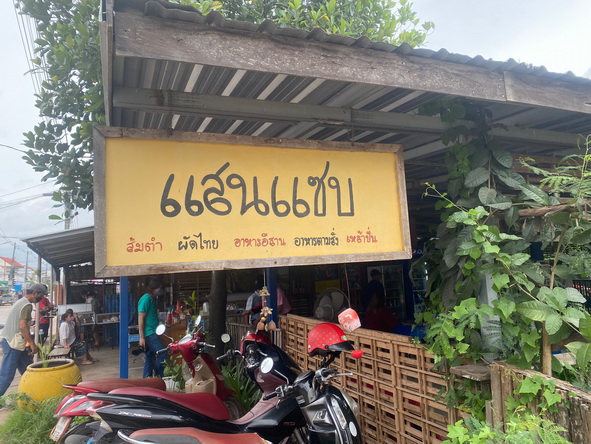 แสนแซบ
ส้มตำ ผัดไทย อาหารอีสาน อาหารตามสั่ง เหล้าปั่น